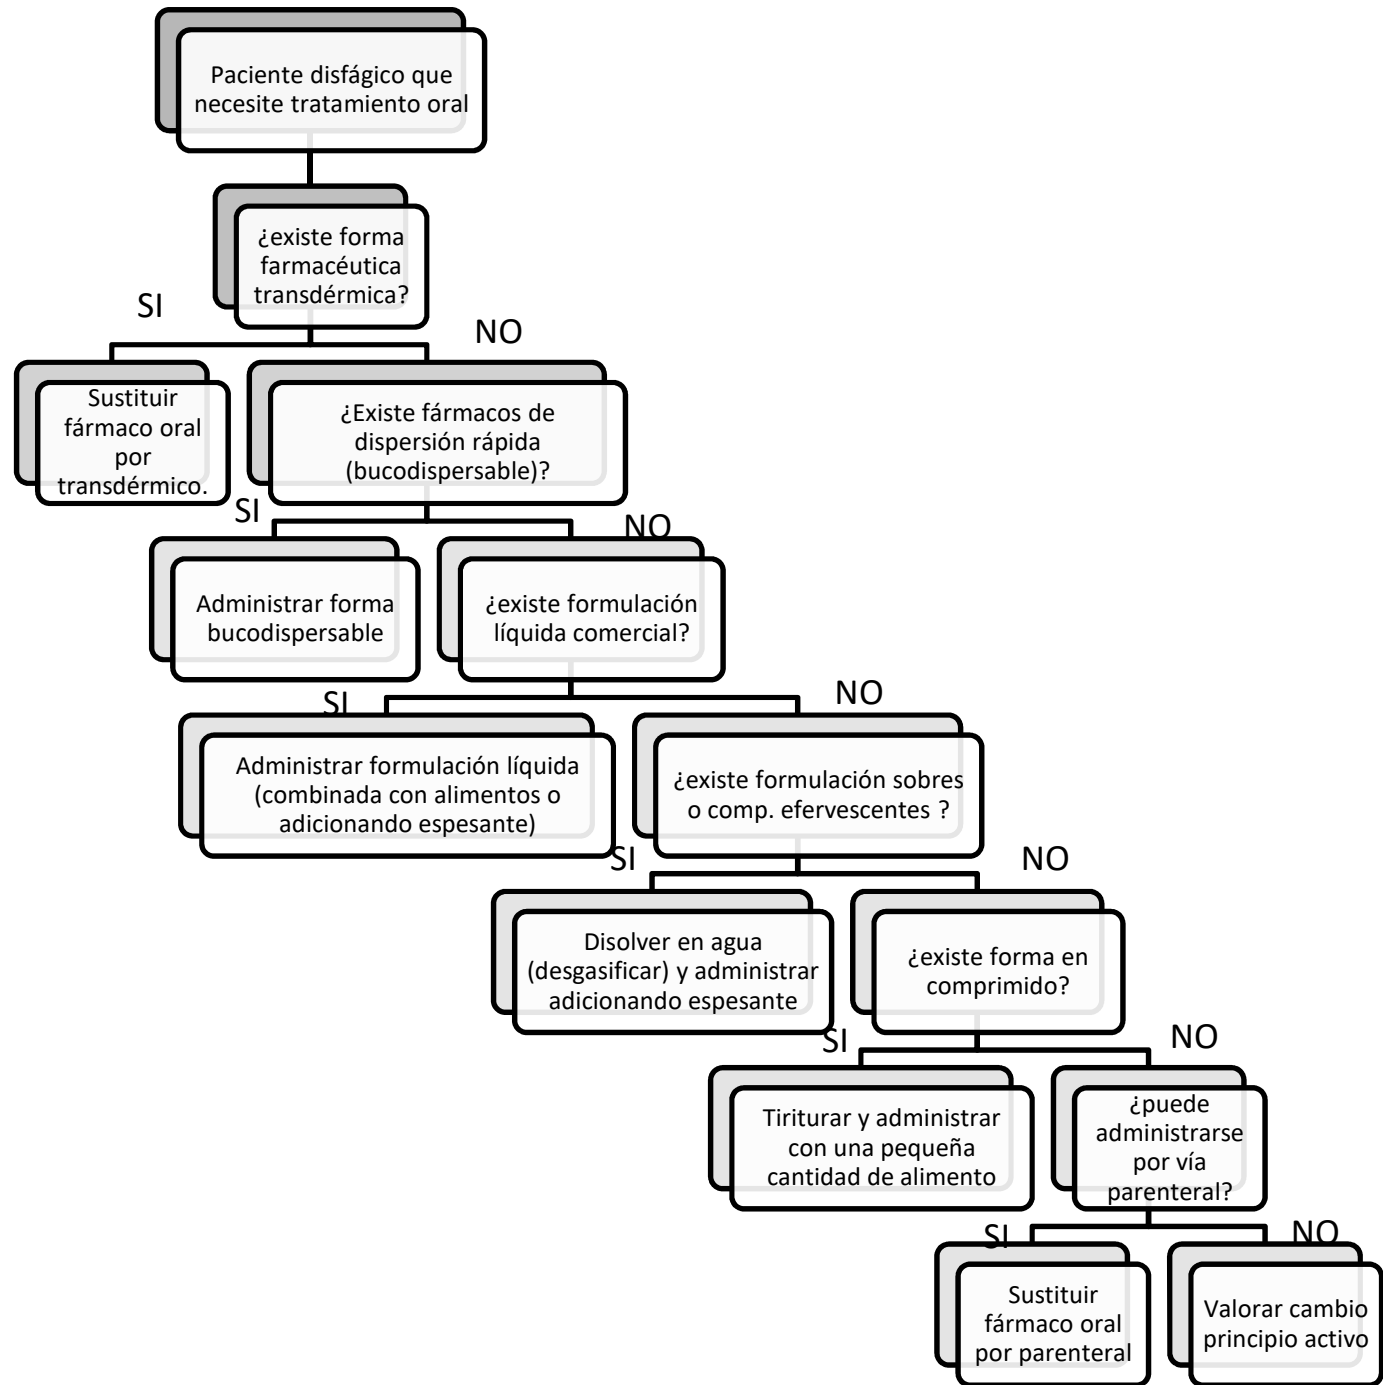 Paciente disfágico que
necesite tratamiento oral
¿existe forma
farmacéutica
transdérmica?
SI
NO
Sustituir
fármaco oral
por
transdérmico.
¿Existe fármacos de
dispersión rápida
(bucodispersable)?
SI
NO
Administrar forma
bucodispersable
¿existe formulación
líquida comercial?
SI
NO
Administrar formulación líquida
(combinada con alimentos o
adicionando espesante)
¿existe formulación sobres
o comp. efervescentes ?
SI
NO
Disolver en agua
(desgasificar) y administrar
adicionando espesante
¿existe forma en
comprimido?
SI
NO
Tiriturar y administrar
con una pequeña
cantidad de alimento
¿puede
administrarse
por vía
parenteral?
SI
NO
Sustituir
fármaco oral
por parenteral
Valorar cambio
principio activo